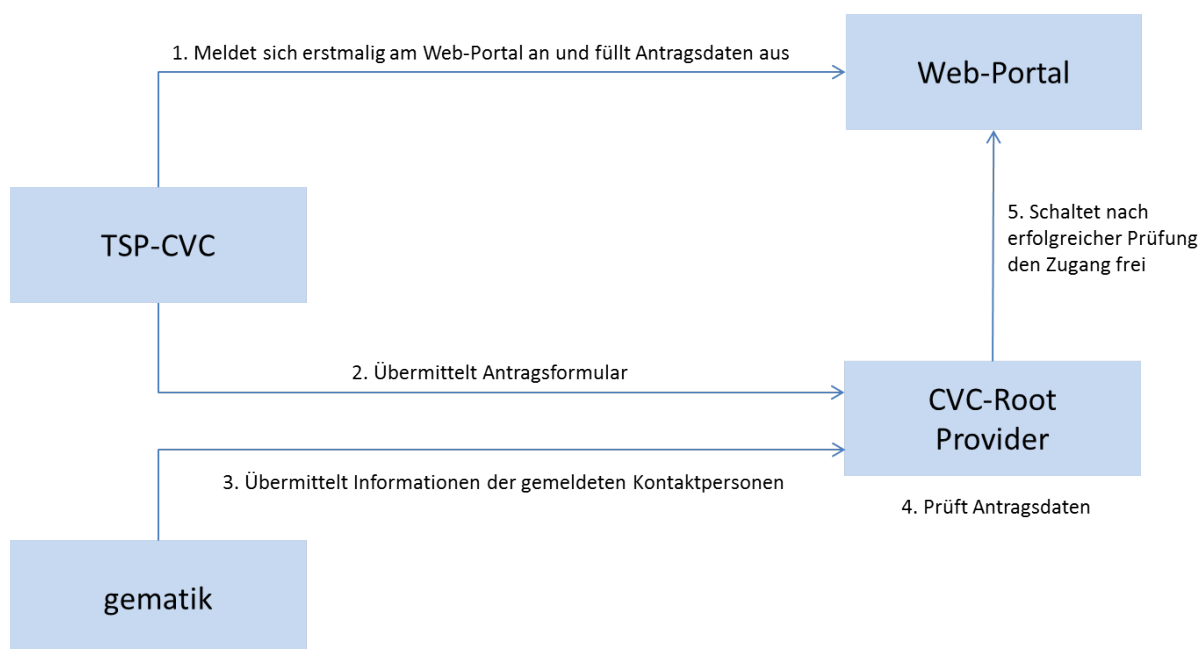 1. Meldet sich erstmalig am Web-Portal an und füllt Antragsdaten aus
Web-Portal
TSP-CVC
5. Schaltet nach
erfolgreicher Prüfung
den Zugang frei
2. Übermittelt Antragsformular
CVC-Root
Provider
3. Übermittelt Informationen der gemeldeten Kontaktpersonen
4. Prüft Antragsdaten
gematik